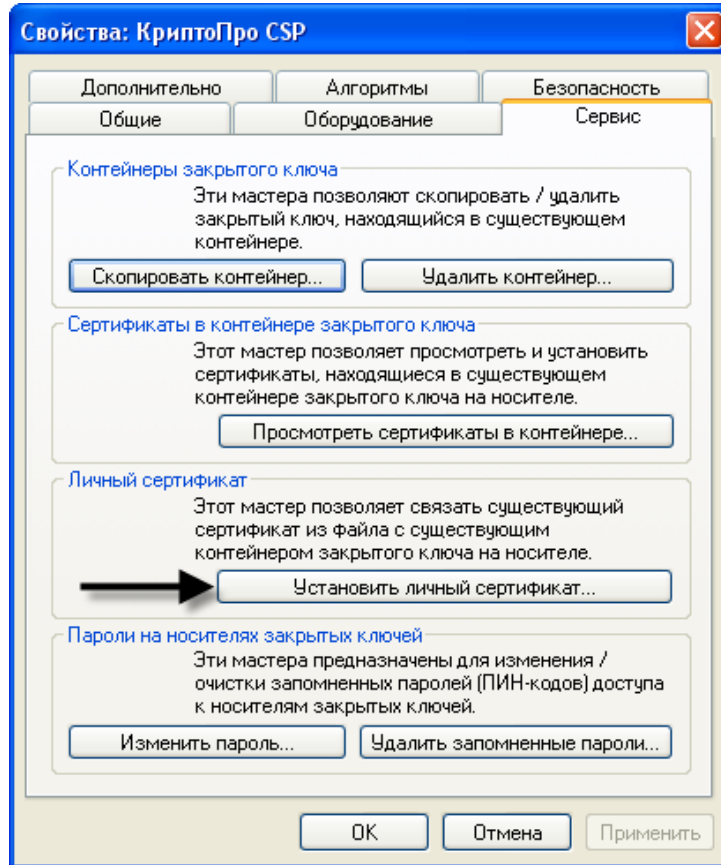 Свойства: КриптоПро CSP
Дополнительно Алгоритмы Безопасность
Общие Оборудование Сервис
Контейнеры закрытого ключа
Эти мастера позволяют скопировать / удалить
закрытый ключ, находящийся в существующем
контейнере.
Скопировать контейнер... Удалить контейнер...
Сертификаты в контейнере закрытого ключа
Этот мастер позволяет просмотреть и установить
сертификаты, находящиеся в существующем
контейнере закрытого ключа на носителе.
Просмотреть сертификаты в контейнере...
Личный сертификат
Этот мастер позволяет связать существующий
сертификат из файла с существующим
контейнером закрытого ключа на носителе.
Установить личный сертификат...
Пароли на носителях закрытых ключей
Эти мастера предназначены для изменения /
очистки запомненных паролей (ПИН-кодов) доступа
к носителям закрытых ключей.
Изменить пароль... Удалить запомненные пароли...
OK Отмена Применить